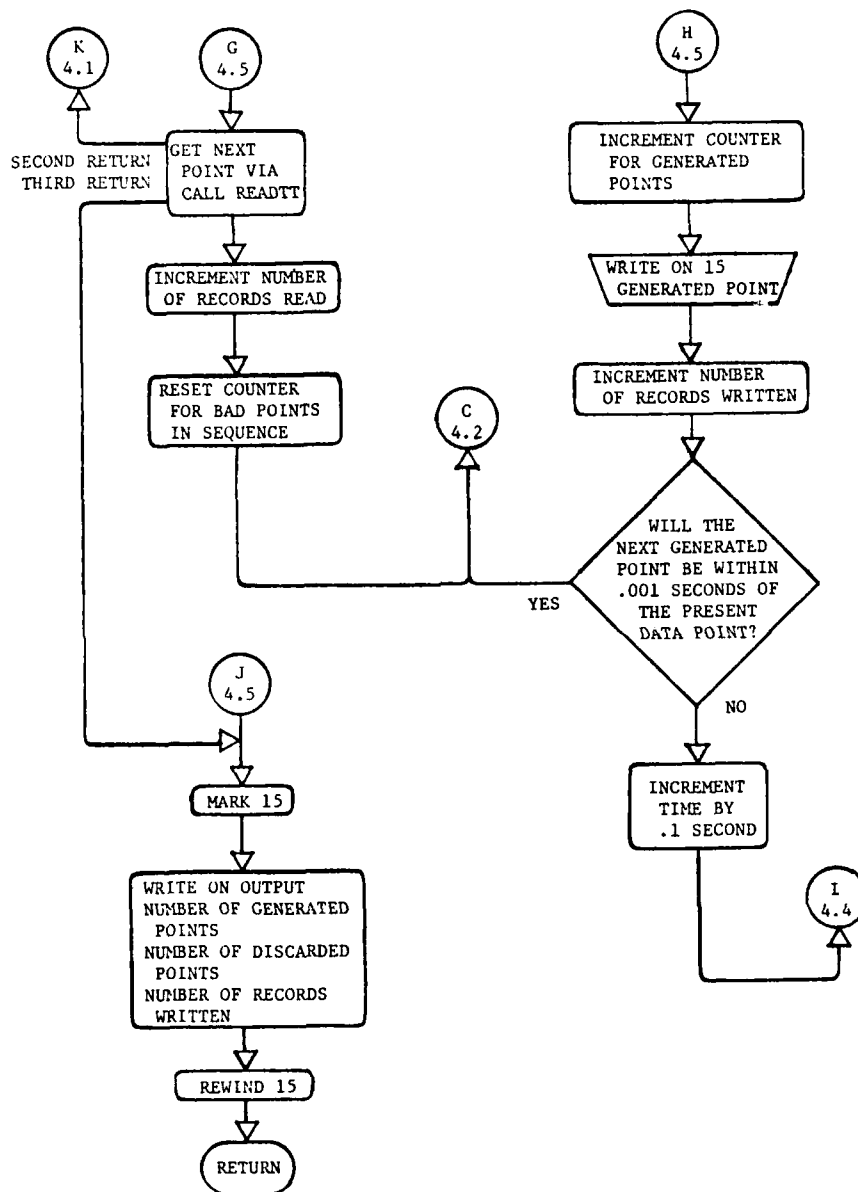 K
4.1
G
4.5
SECOND RETURN
THIRD RETURN
GET NEXT
POINT VIA
CALL READTT
INCREMENT NUMBER
OF RECORDS READ
RESET COUNTER
FOR BAD POINTS
IN SEQUENCE
C
4.2
H
4.5
INCREMENT COUNTER
FOR GENERATED
POINTS
WRITE ON 15
GENERATED POINT
INCREMENT NUMBER
OF RECORDS WRITTEN
WILL THE
NEXT GENERATED
POINT BE WITHIN
.001 SECONDS OF
THE PRESENT
DATA POINT?
YES
NO
INCREMENT
TIME BY
.1 SECOND
I
4.4
J
4.5
MARK 15
WRITE ON OUTPUT
NUMBER OF GENERATED
POINTS
NUMBER OF DISCARDED
POINTS
NUMBER OF RECORDS
WRITTEN
REWIND 15
RETURN